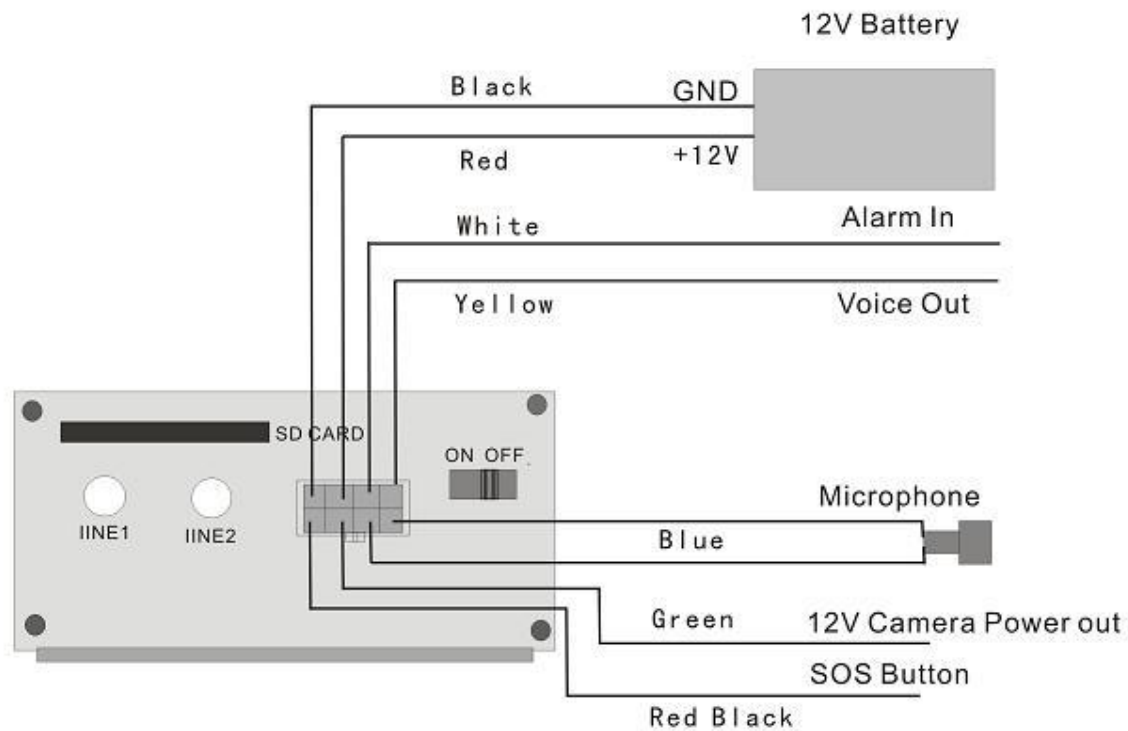 12V Battery
Black
GND
Red
+12V
White
Alarm In
Yellow
Voice Out
SD CARD
ON OFF
IINE1
IINE2
Microphone
Blue
Green
12V Camera Power out
SOS Button
Red Black